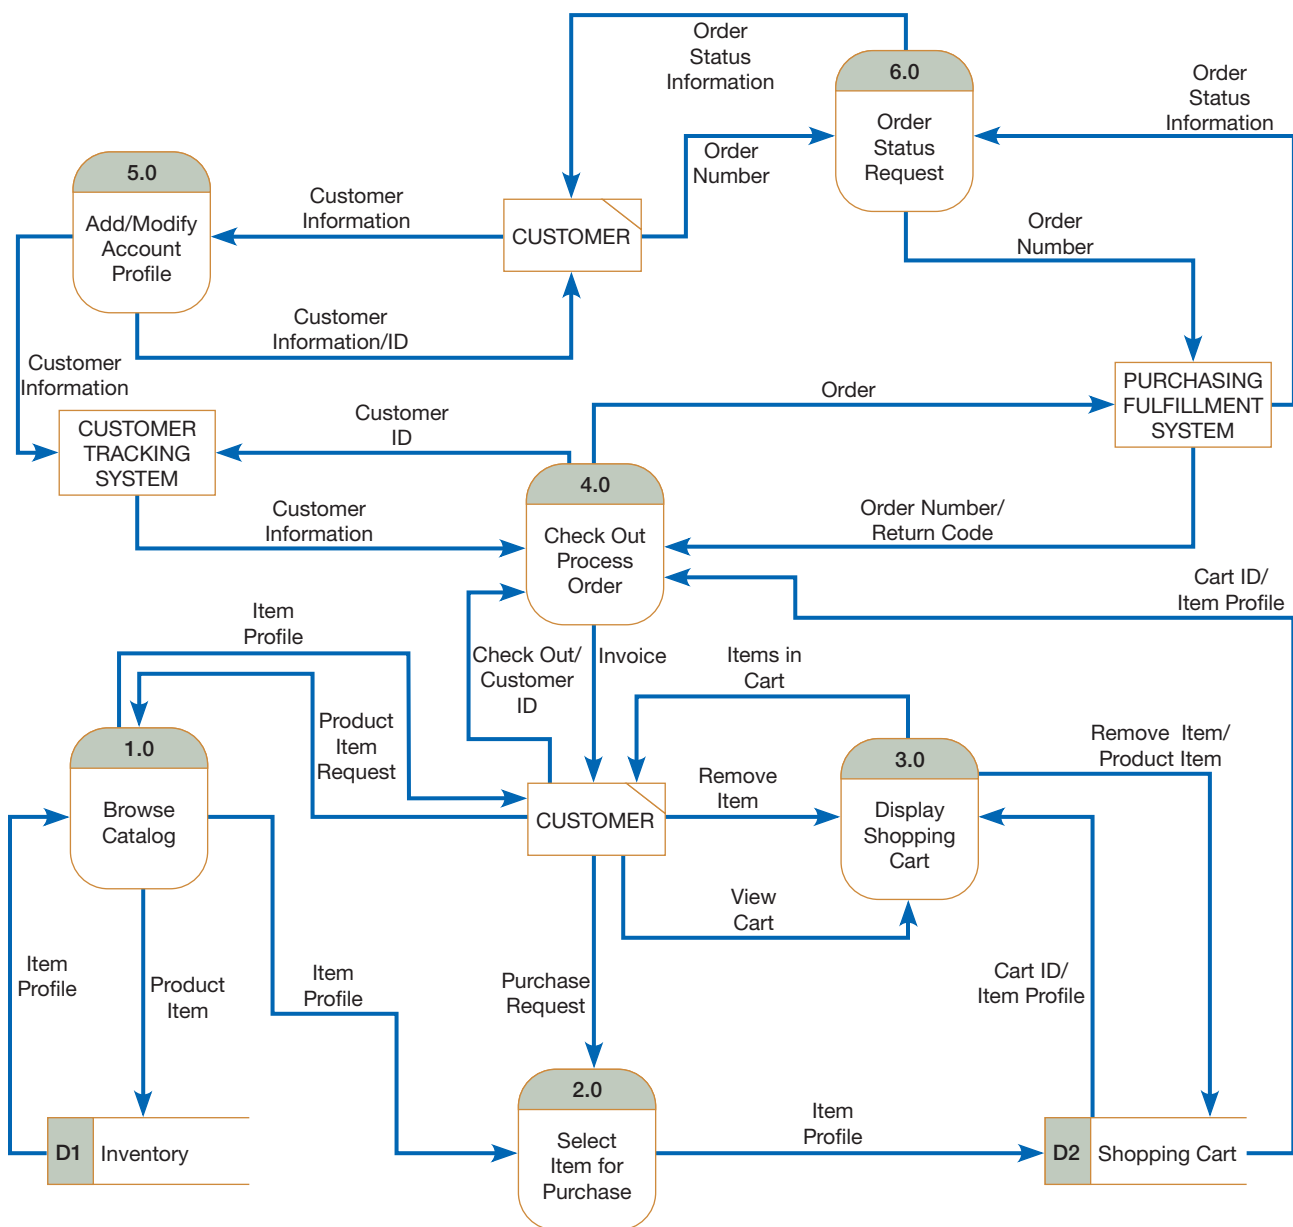 Order
Status
Information
6.0
Order
Status
Request
Order
Status
Information
Order
Number
5.0
Add/Modify
Account
Profile
Customer
Information
CUSTOMER
Order
Number
Customer
Information/ID
Customer
Information
PURCHASING
FULFILLMENT
SYSTEM
Order
CUSTOMER
TRACKING
SYSTEM
Customer
ID
4.0
Check Out
Process
Order
Customer
Information
Order Number/
Return Code
Cart ID/
Item Profile
Item
Profile
Check Out/
Customer
ID
Invoice
Items in
Cart
Product
Item
Request
1.0
Browse
Catalog
Remove
Item
3.0
Display
Shopping
Cart
Remove Item/
Product Item
CUSTOMER
View
Cart
Item
Profile
Product
Item
Item
Profile
Purchase
Request
Cart ID/
Item Profile
2.0
Select
Item for
Purchase
Item
Profile
D1 Inventory
D2 Shopping Cart